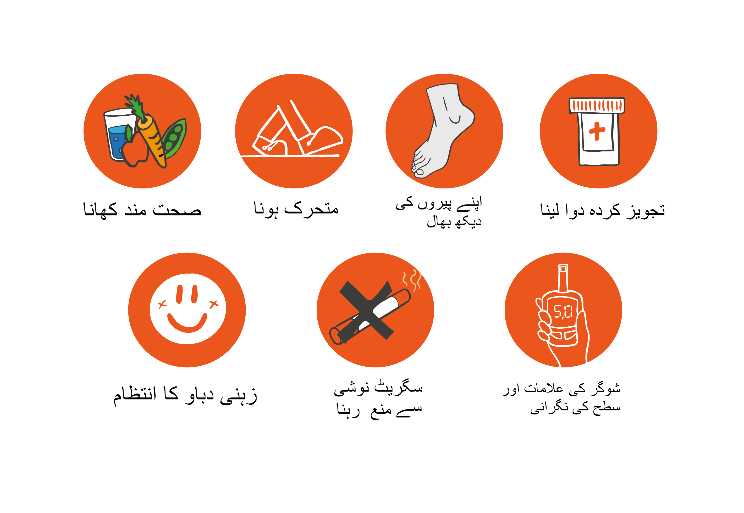 تجویز کردہ دوا لینا
اپنے پیروں کی
دیکھ بھال
متحرک ہونا
صحت مند کھانا
شوگر کی علامات اور
سطح کی نگرانی
5,0
سگریٹ نوشی
سے منع رہنا
زہنی دباو کا انتظام